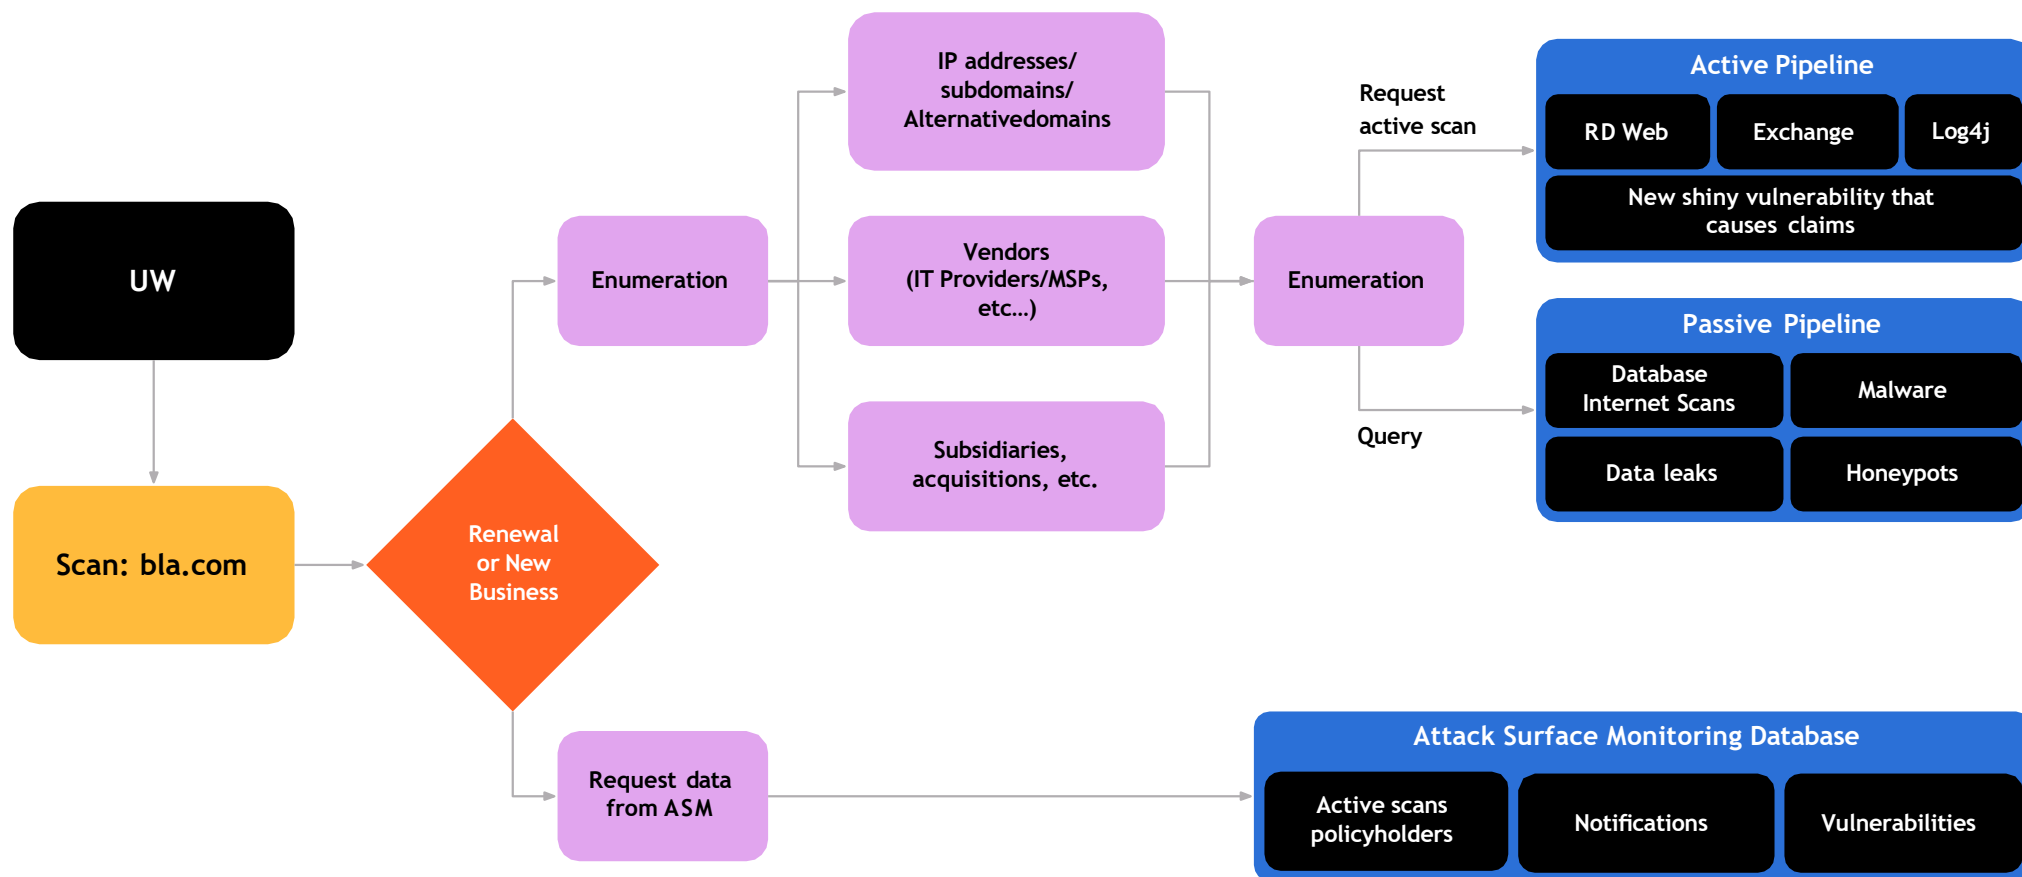 UW
Scan: bla.com
Renewal
or New
Business
Enumeration
Request data
from ASM
IP addresses/
subdomains/
Alternativedomains
Vendors
(IT Providers/MSPs,
etc...)
Subsidiaries,
acquisitions, etc.
Enumeration
Request
active scan
Query
Active Pipeline
RD Web
Exchange
Log4j
New shiny vulnerability that
causes claims
Passive Pipeline
Database
Internet Scans
Malware
Data leaks
Honeypots
Attack Surface Monitoring Database
Active scans
policyholders
Notifications
Vulnerabilities